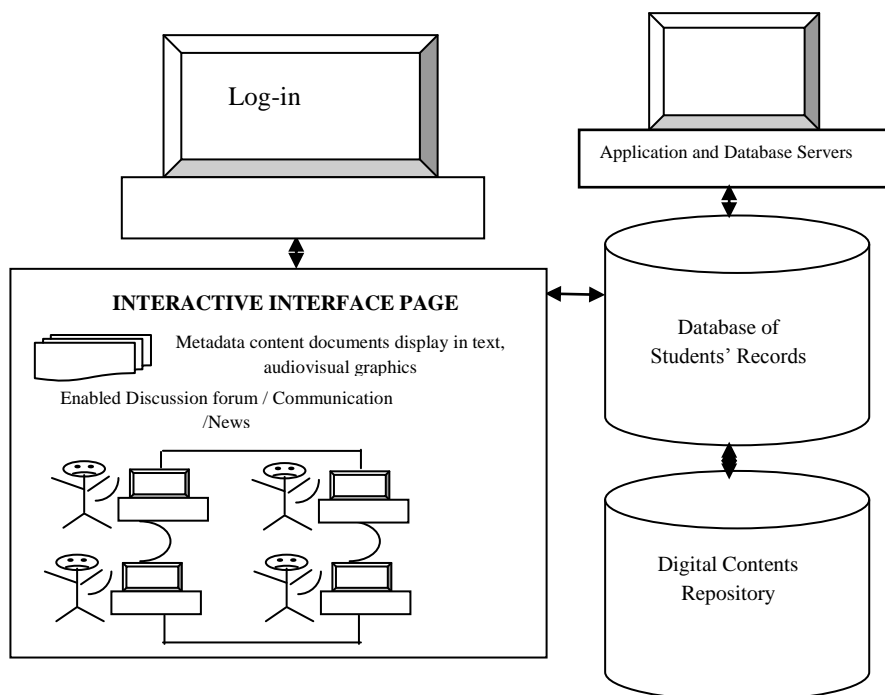 Log-in
Application and Database Servers
INTERACTIVE INTERFACE PAGE
Metadata content documents display in text,
audiovisual graphics
Enabled Discussion forum / Communication
/News
Database of
Students’ Records
Digital Contents
Repository